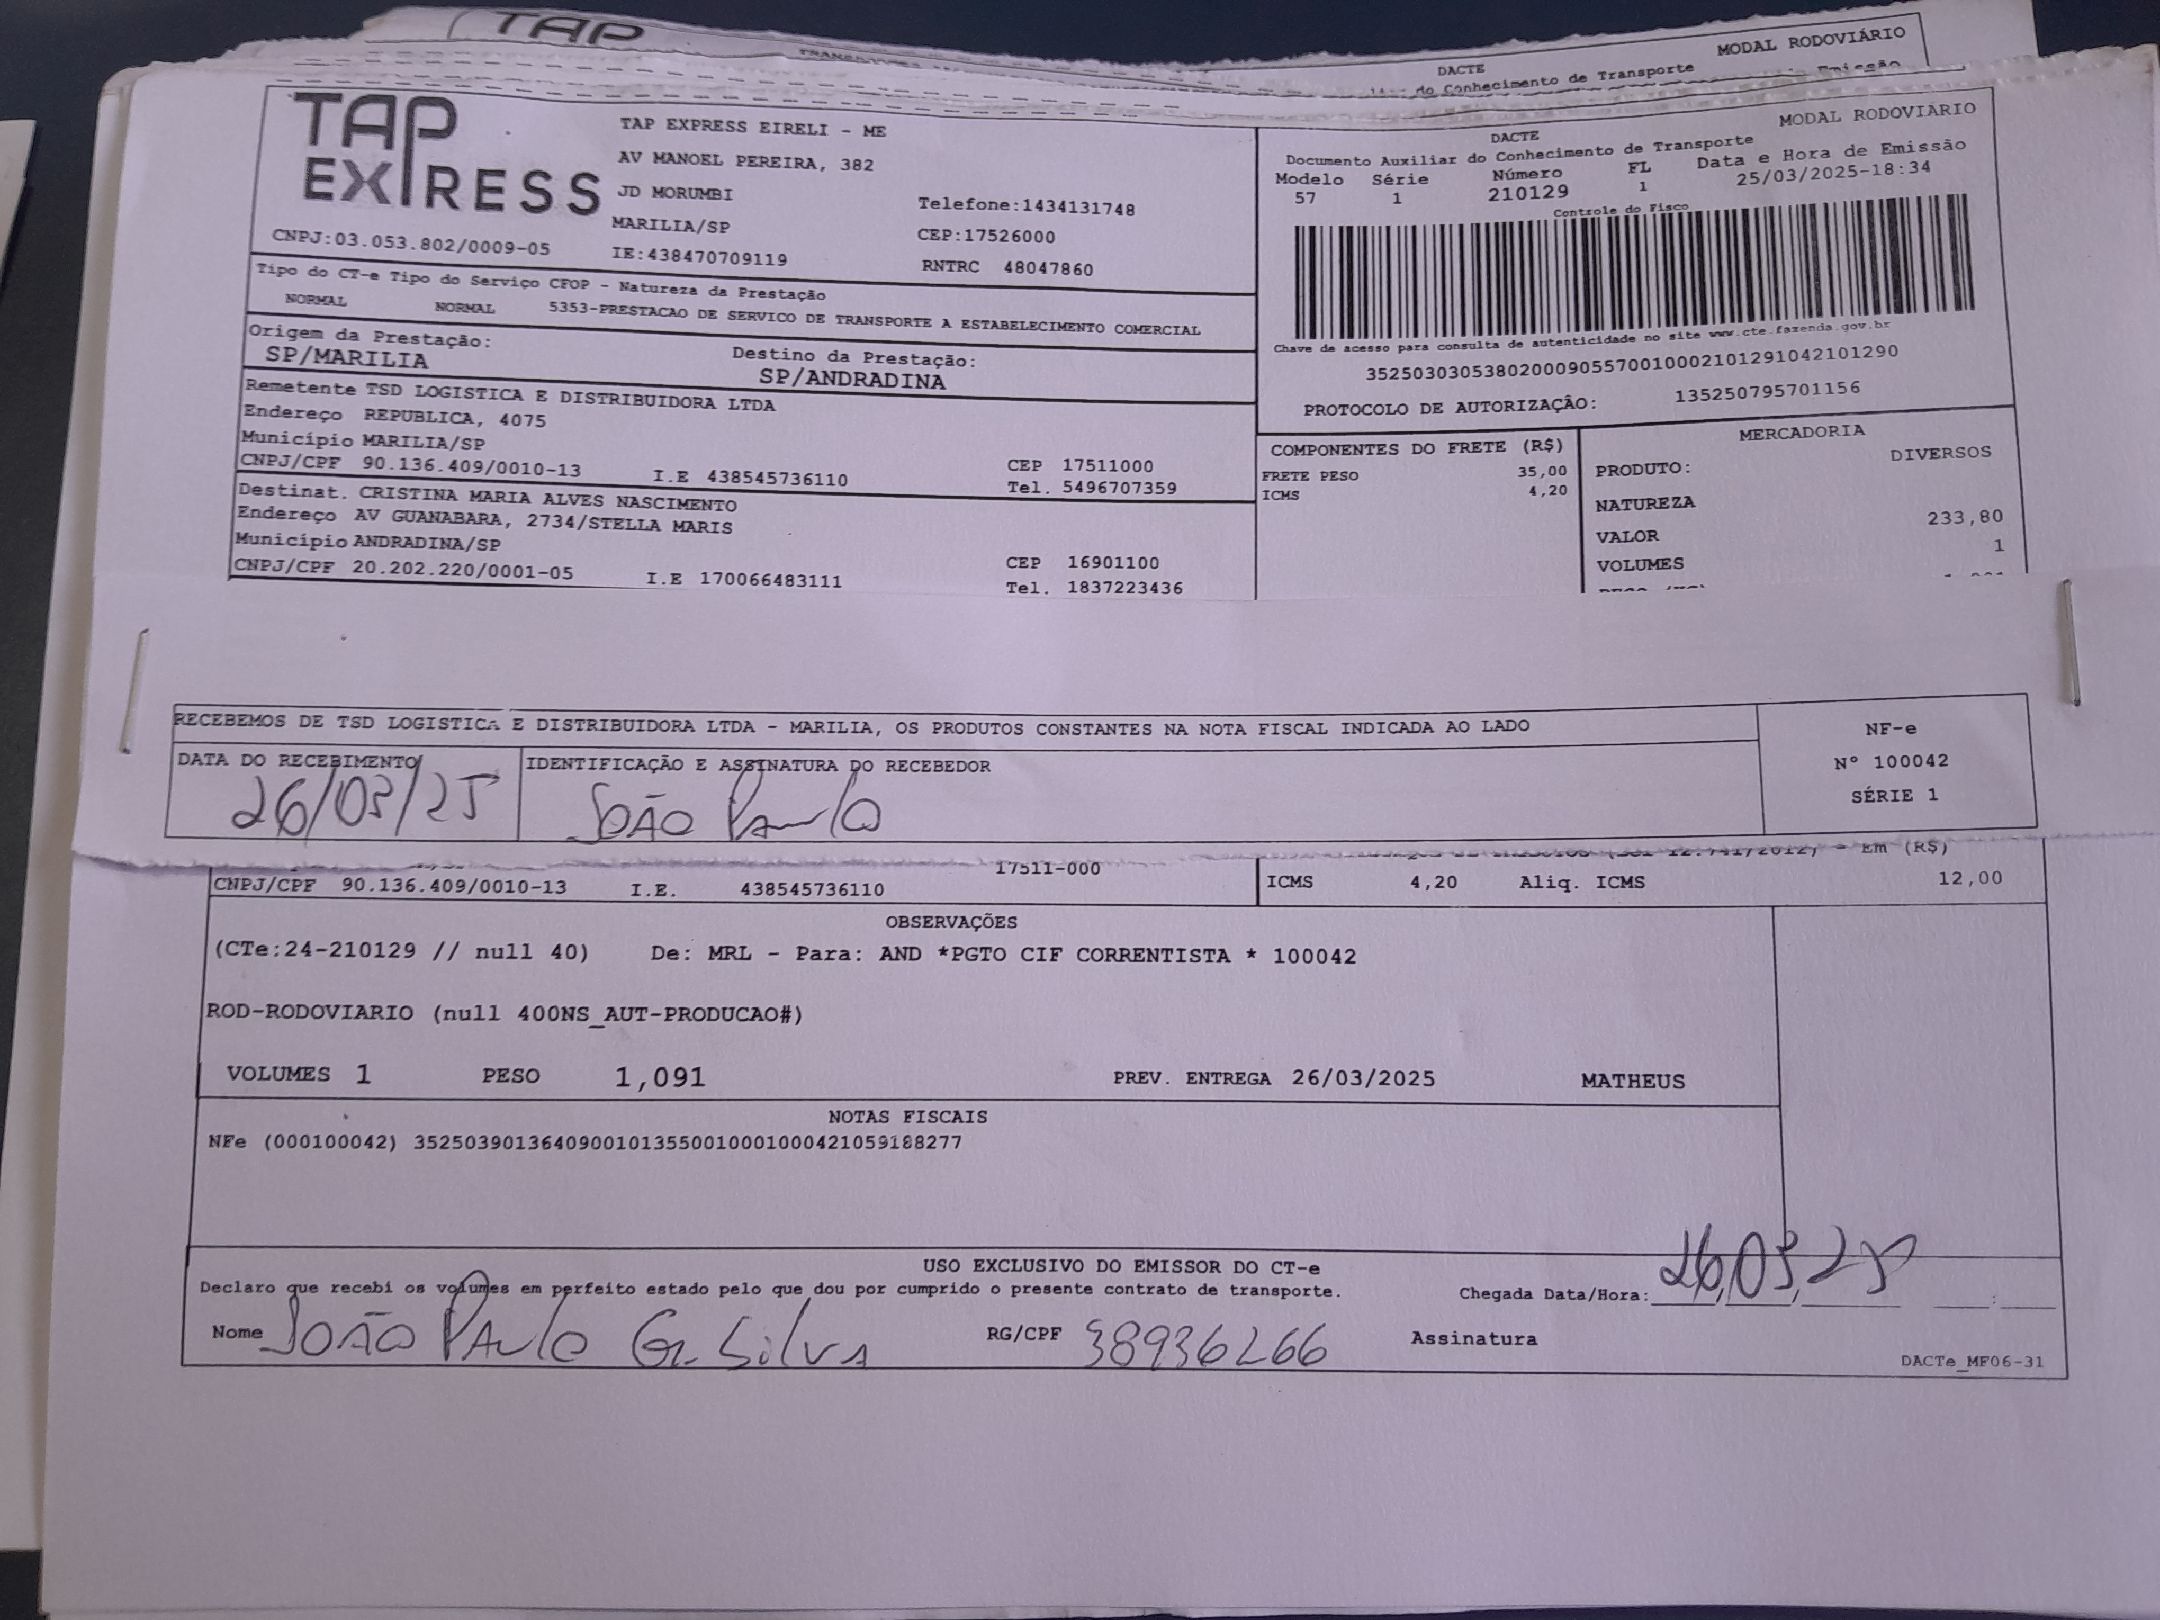 TAP
DACTE
MODAL RODOVIÁRIO
do Conhecimento de Transporte
TAP EXPRESS
TAP EXPRESS EIRELI - ME
AV MANOEL PEREIRA, 382
JD MORUMBI
Telefone:1434131748
MARILIA/SP
CEP:17526000
CNPJ:03.053.802/0009-05
IE:438470709119
RNTRC 48047860
MODAL RODOVIÁRIO
DACTE
Documento Auxiliar do Conhecimento de Transporte
Modelo Série Número FL Data e Hora de Emissão
57 1 210129 1 25/03/2025-18:34
Controle do Fisco
Chave de acesso para consulta de autenticidade no site www.cte.fazenda.gov.br
35250303053802000905570010002101291042101290
PROTOCOLO DE AUTORIZAÇÂO: 135250795701156
Tipo do CT-e Tipo do Serviço CFOP - Natureza da Prestação
NORMAL NORMAL 5353-PRESTACAO DE SERVICO DE TRANSPORTE A ESTABELECIMENTO COMERCIAL
Origem da Prestação: Destino da Prestação:
SP/MARILIA SP/ANDRADINA
Remetente TSD LOGISTICA E DISTRIBUIDORA LTDA
Endereço REPUBLICA, 4075
Município MARILIA/SP CEP 17511000
CNPJ/CPF 90.136.409/0010-13 I.E 438545736110 Tel. 5496707359
Destinat. CRISTINA MARIA ALVES NASCIMENTO
Endereço AV GUANABARA, 2734/STELLA MARIS
Município ANDRADINA/SP CEP 16901100
CNPJ/CPF 20.202.220/0001-05 I.E 170066483111 Tel. 1837223436
COMPONENTES DO FRETE (R$)
FRETE PESO 35,00
ICMS 4,20
MERCADORIA
PRODUTO: DIVERSOS
NATUREZA
VALOR 233,80
VOLUMES 1
RECEBEMOS DE TSD LOGISTICA E DISTRIBUIDORA LTDA - MARILIA, OS PRODUTOS CONSTANTES NA NOTA FISCAL INDICADA AO LADO
DATA DO RECEBIMENTO
26/03/25
IDENTIFICAÇÃO E ASSINATURA DO RECEBEDOR
João Paulo
NF-e
Nº 100042
SÉRIE 1
17511-000
12.741/2012) - Em (R$)
CNPJ/CPF 90.136.409/0010-13 I.E. 438545736110
ICMS 4,20 Aliq. ICMS 12,00
OBSERVAÇÕES
(CTe:24-210129 // null 40) De: MRL - Para: AND *PGTO CIF CORRENTISTA * 100042
ROD-RODOVIARIO (null 400NS_AUT-PRODUCAO#)
VOLUMES 1 PESO 1,091 PREV. ENTREGA 26/03/2025 MATHEUS
NOTAS FISCAIS
NFe (000100042) 35250390136409001013550010001000421059188277
USO EXCLUSIVO DO EMISSOR DO CT-e
Declaro que recebi os volumes em perfeito estado pelo que dou por cumprido o presente contrato de transporte.
Chegada Data/Hora: 26,03,25 :
Nome João Paulo G. Silva RG/CPF 38936266 Assinatura
DACTe_MF06-31